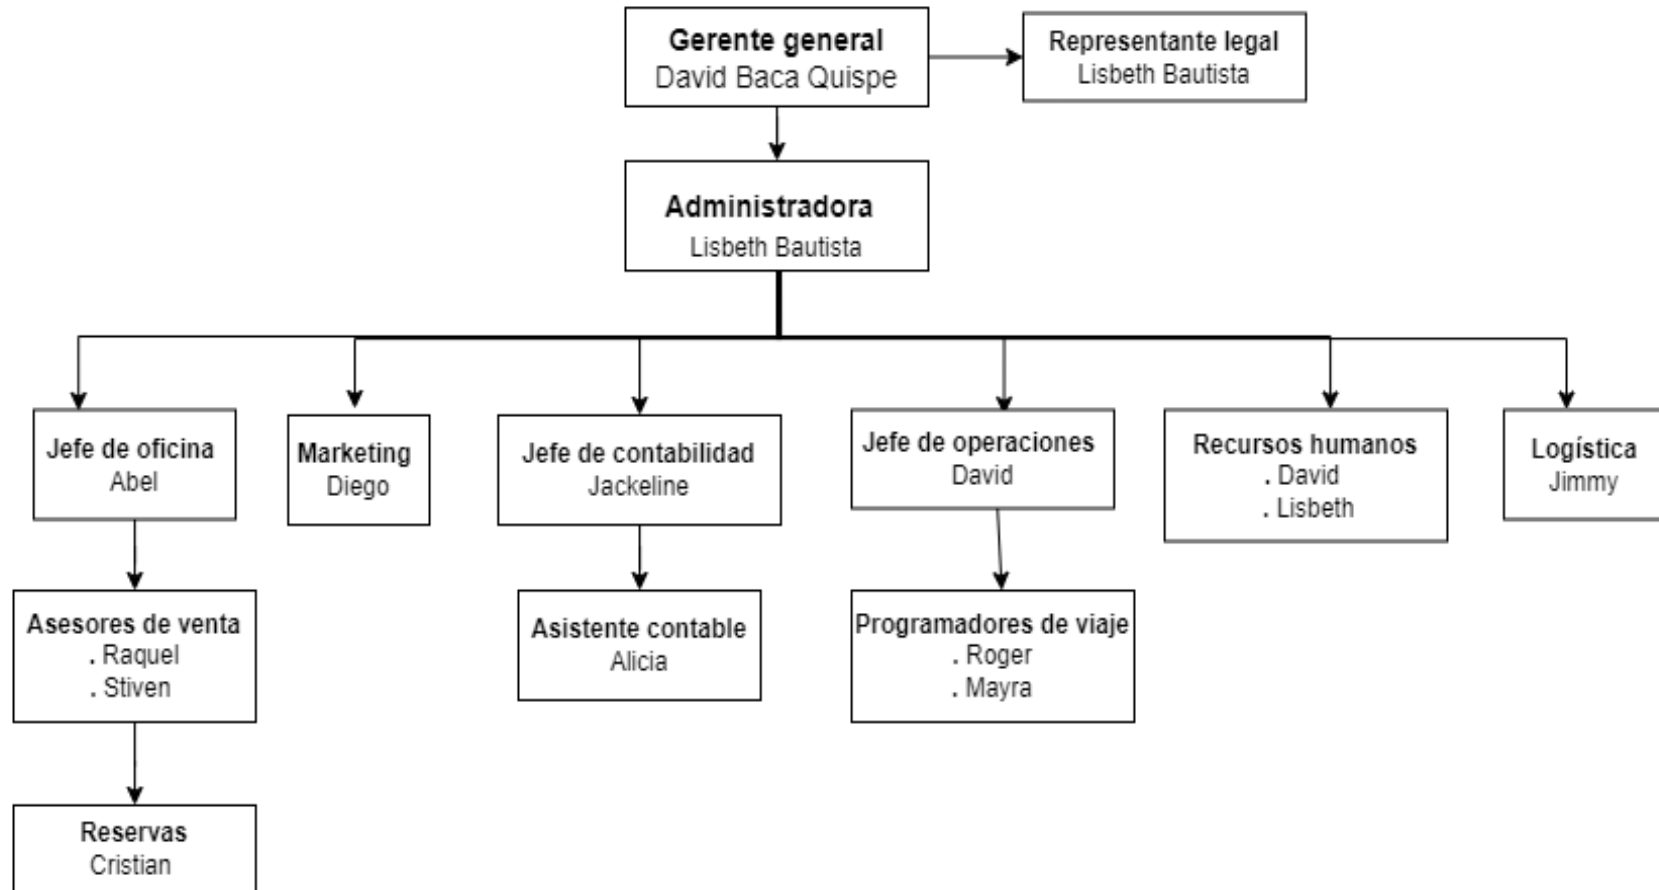 Gerente general
David Baca Quispe
Representante legal
Lisbeth Bautista
Administradora
Lisbeth Bautista
Jefe de oficina
Abel
Marketing
Diego
Jefe de contabilidad
Jackeline
Jefe de operaciones
David
Recursos humanos
. David
. Lisbeth
Logística
Jimmy
Asesores de venta
. Raquel
. Stiven
Asistente contable
Alicia
Programadores de viaje
. Roger
. Mayra
Reservas
Cristian